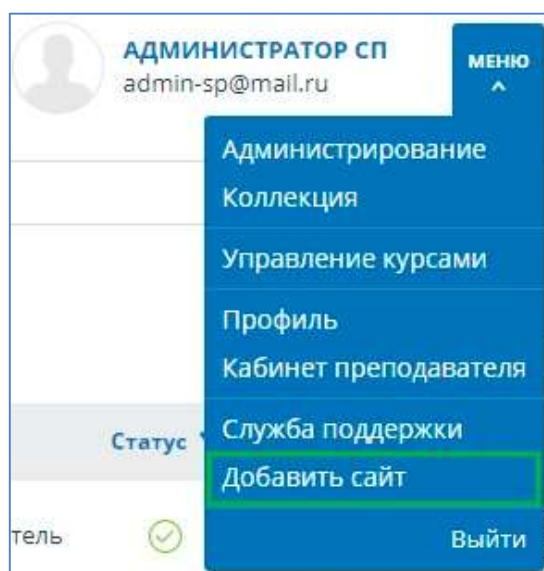 АДМИНИСТРАТОР СП
admin-sp@mail.ru
МЕНЮ
Администрирование
Коллекция
Управление курсами
Профиль
Кабинет преподавателя
Служба поддержки
Статус
Добавить сайт
тель
Выйти